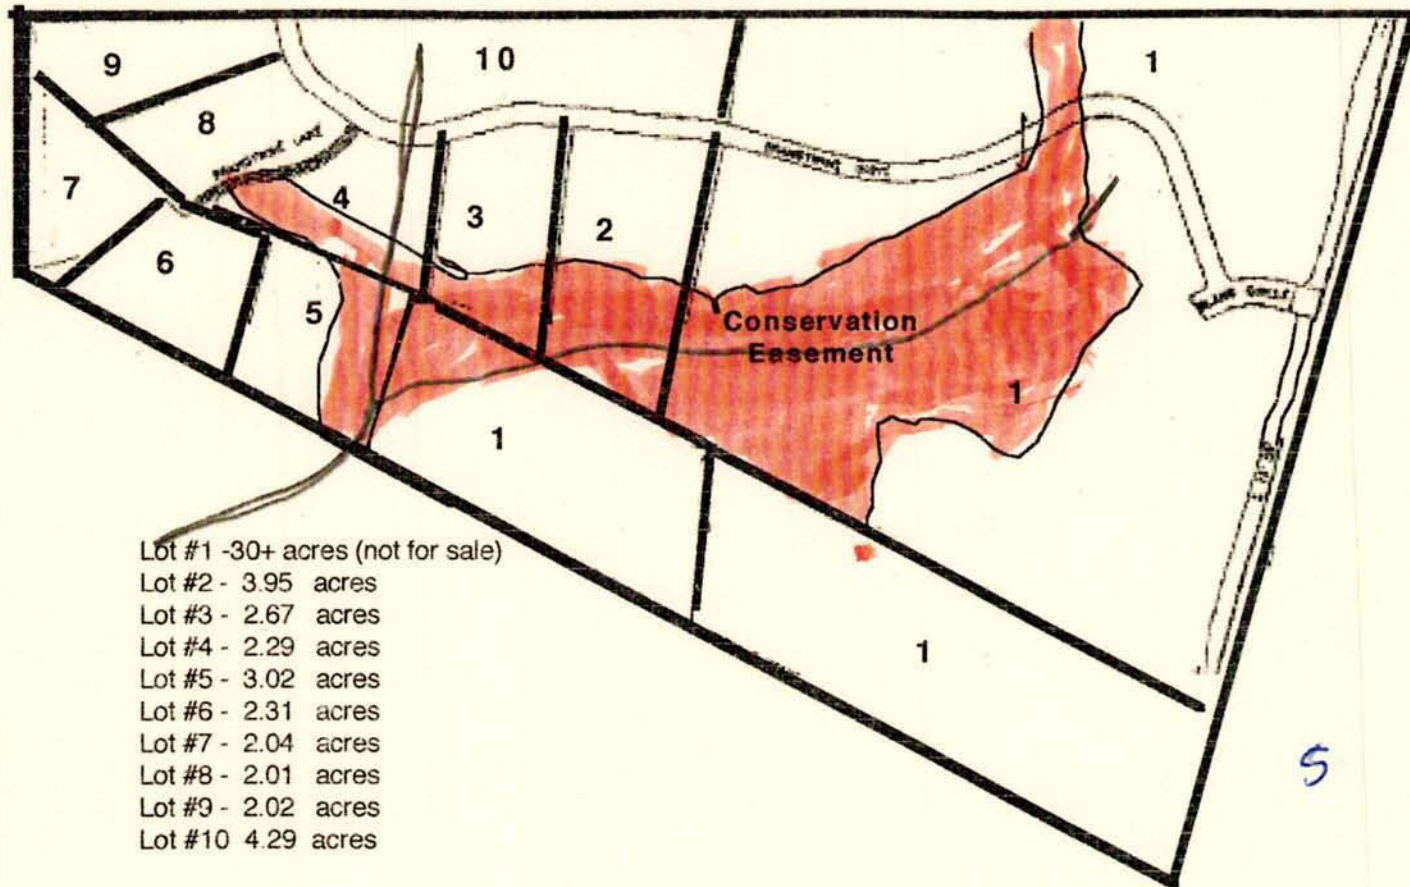 9
10
1
8
7
4
3
2
6
5
Conservation
Easement
1
1
1
Lot #1 -30+ acres (not for sale)
Lot #2 - 3.95 acres
Lot #3 - 2.67 acres
Lot #4 - 2.29 acres
Lot #5 - 3.02 acres
Lot #6 - 2.31 acres
Lot #7 - 2.04 acres
Lot #8 - 2.01 acres
Lot #9 - 2.02 acres
Lot #10 4.29 acres
5